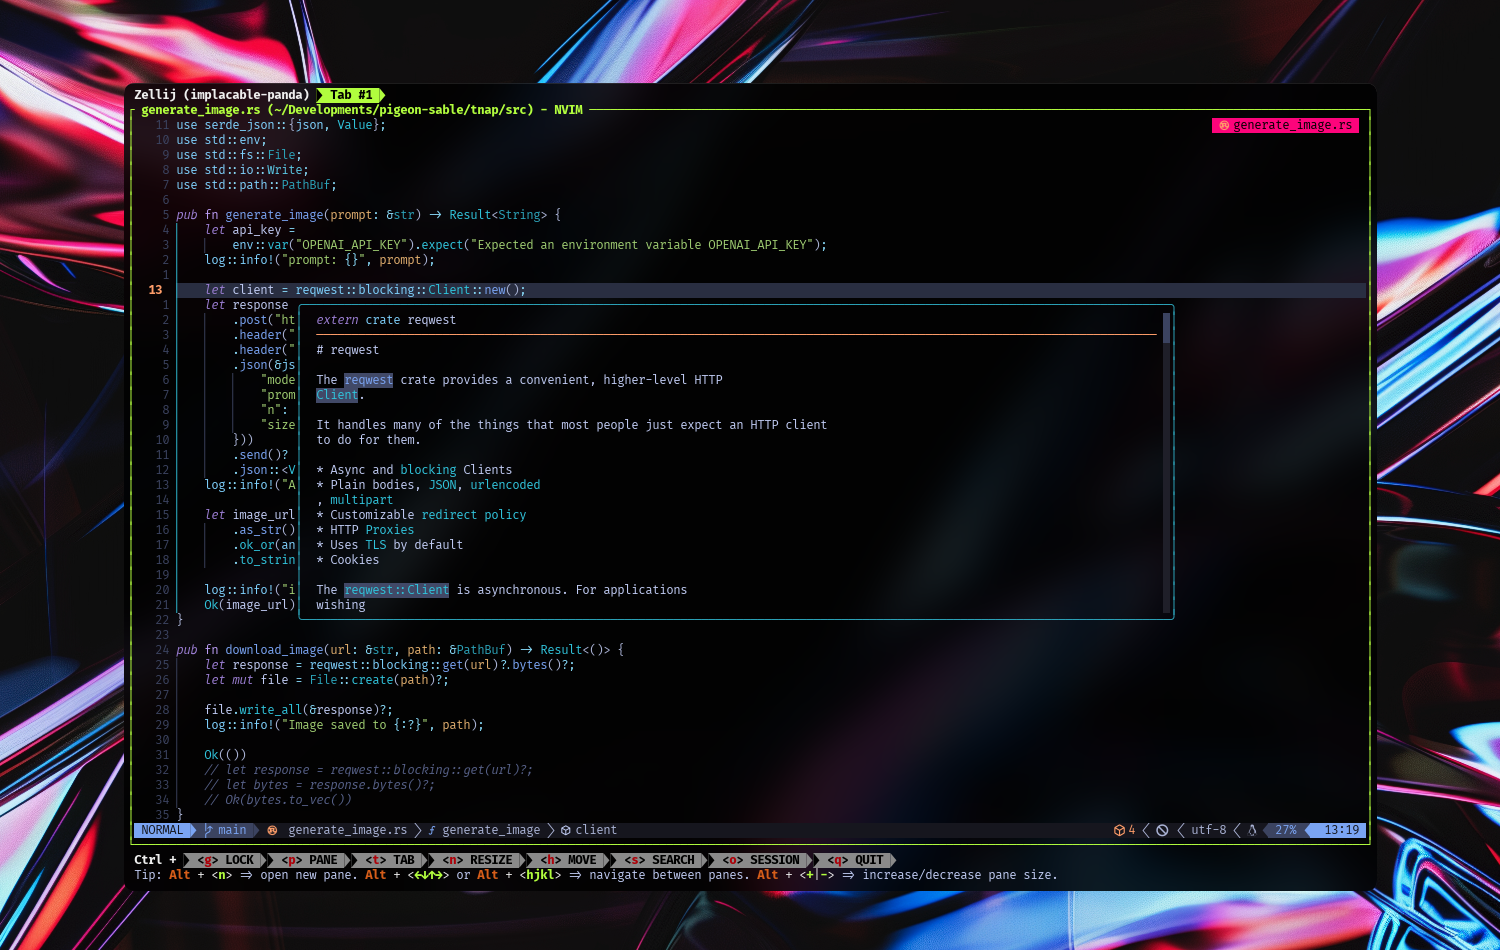 Zellij (implacable-panda) Tab #1
generate_image.rs (~/Developments/pigeon-sable/tnap/src) - NVIM
11 use serde_json::{json, Value}; generate_image.rs
10 use std::env;
9 use std::fs::File;
8 use std::io::Write;
7 use std::path::PathBuf;
6
5 pub fn generate_image(prompt: &str) -> Result<String> {
4 let api_key =
3 env::var("OPENAI_API_KEY").expect("Expected an environment variable OPENAI_API_KEY");
2 log::info!("prompt: {}", prompt);
1
13 let client = reqwest::blocking::Client::new();
1 let response
2 .post("ht extern crate reqwest
3 .header("
4 .header(" # reqwest
5 .json(&js
6 "mode The reqwest crate provides a convenient, higher-level HTTP
7 "prom Client.
8 "n":
9 "size It handles many of the things that most people just expect an HTTP client
10 })) to do for them.
11 .send()?
12 .json::<V * Async and blocking Clients
13 log::info!("A * Plain bodies, JSON, urlencoded
14 , multipart
15 let image_url * Customizable redirect policy
16 .as_str() * HTTP Proxies
17 .ok_or(an * Uses TLS by default
18 .to_strin * Cookies
19
20 log::info!("i The reqwest::Client is asynchronous. For applications
21 Ok(image_url) wishing
22 }
23
24 pub fn download_image(url: &str, path: &PathBuf) -> Result<()> {
25 let response = reqwest::blocking::get(url)?.bytes()?;
26 let mut file = File::create(path)?;
27
28 file.write_all(&response)?;
29 log::info!("Image saved to {:?}", path);
30
31 Ok(())
32 // let response = reqwest::blocking::get(url)?;
33 // let bytes = response.bytes()?;
34 // Ok(bytes.to_vec())
35 }
NORMAL main generate_image.rs ƒ generate_image client 4 utf-8 27% 13:19
Ctrl + <g> LOCK <p> PANE <t> TAB <n> RESIZE <h> MOVE <s> SEARCH <o> SESSION <q> QUIT
Tip: Alt + <n> => open new pane. Alt + <←↓↑→> or Alt + <hjkl> => navigate between panes. Alt + <+|-> => increase/decrease pane size.